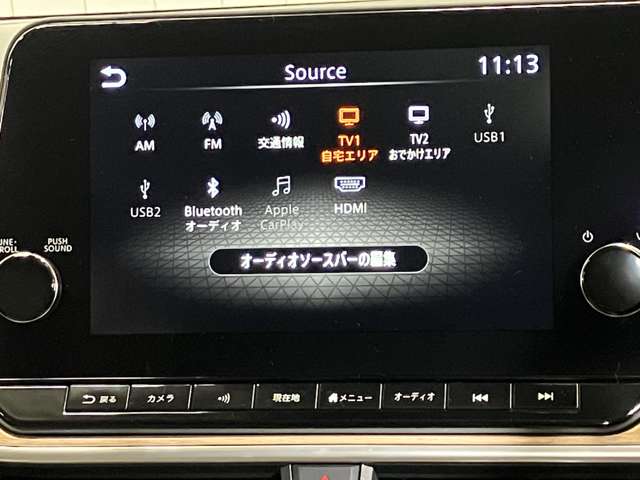 Source
11:13
AM
FM
交通情報
TV1
自宅エリア
TV2
おでかけエリア
USB1
USB2
Bluetooth
オーディオ
Apple
CarPlay
HDMI
オーディオソースバーの編集
PUSH
SOUND
戻る
カメラ
現在地
メニュー
オーディオ